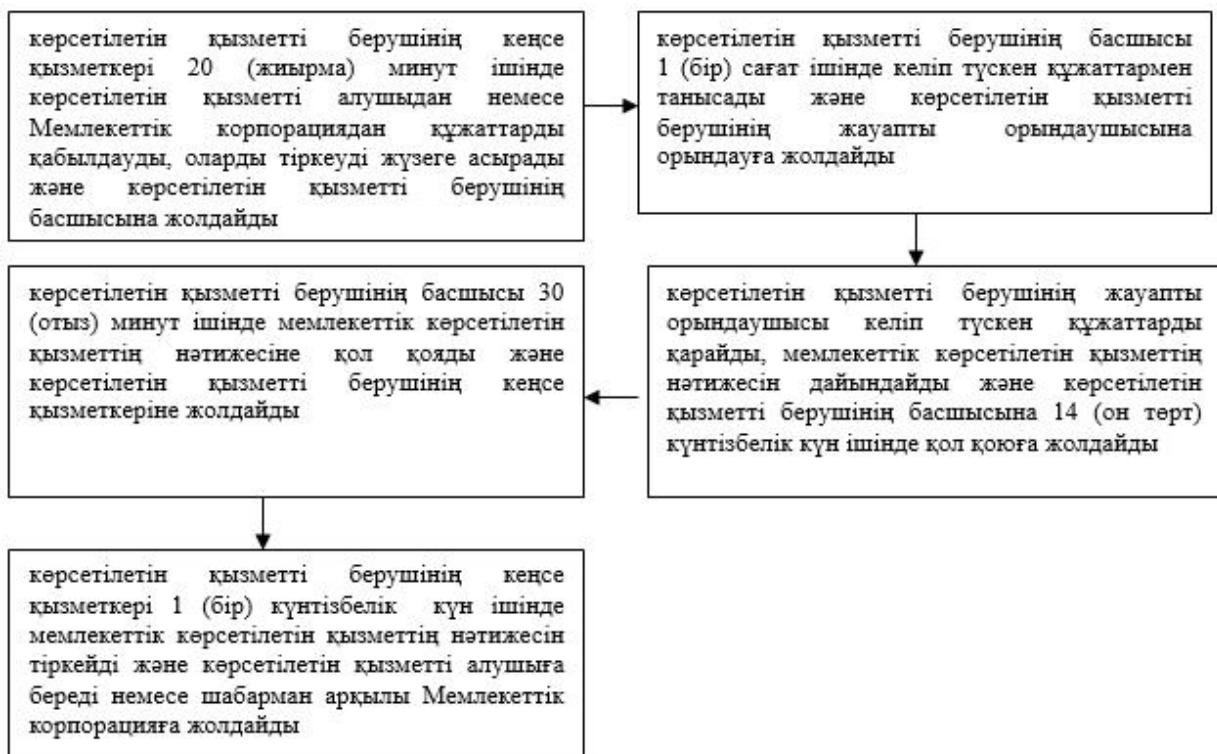 көрсетілетін қызметті берушінің кеңсе
қызметкері 20 (жиырма) минут ішінде
көрсетілетін қызметті алушыдан немесе
Мемлекеттік корпорациядан құжаттарды
қабылдауды, оларды тіркеуді жүзеге асырады
және көрсетілетін қызметті берушінің
басшысына жолдайды
көрсетілетін қызметті берушінің басшысы
1 (бір) сағат ішінде келіп түскен құжаттармен
танысады және көрсетілетін қызметті
берушінің жауапты орындаушысына
орындауға жолдайды
көрсетілетін қызметті берушінің жауапты
орындаушысы келіп түскен құжаттарды
қарайды, мемлекеттік көрсетілетін қызметтің
нәтижесін дайындайды және көрсетілетін
қызметті берушінің басшысына 14 (он төрт)
күнтізбелік күн ішінде қол қоюға жолдайды
көрсетілетін қызметті берушінің басшысы 30
(отыз) минут ішінде мемлекеттік көрсетілетін
қызметтің нәтижесіне қол қояды және
көрсетілетін қызметті берушінің кеңсе
қызметкеріне жолдайды
көрсетілетін қызметті берушінің кеңсе
қызметкері 1 (бір) күнтізбелік күн ішінде
мемлекеттік көрсетілетін қызметтің нәтижесін
тіркейді және көрсетілетін қызметті алушыға
береді немесе шабарман арқылы Мемлекеттік
корпорацияға жолдайды